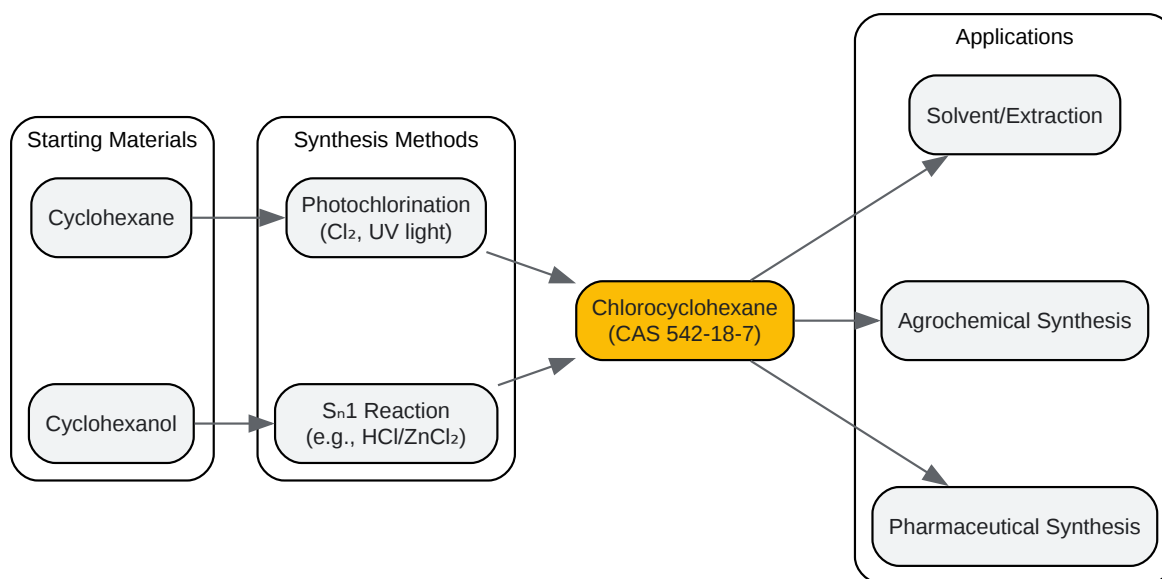 Starting Materials
Cyclohexane
Cyclohexanol
Synthesis Methods
Photochlorination
(Cl₂, UV light)
Sₙ1 Reaction
(e.g., HCl/ZnCl₂)
Chlorocyclohexane
(CAS 542-18-7)
Applications
Solvent/Extraction
Agrochemical Synthesis
Pharmaceutical Synthesis